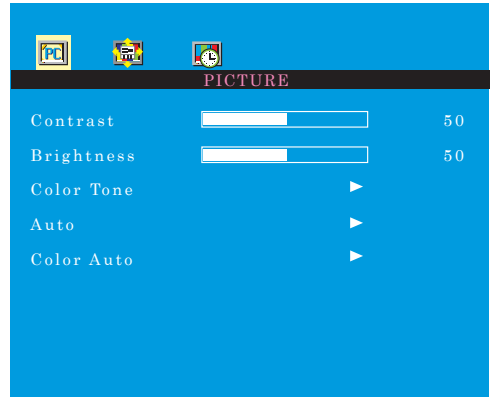 PC
PICTURE
Contrast 50
Brightness 50
Color Tone
Auto
Color Auto